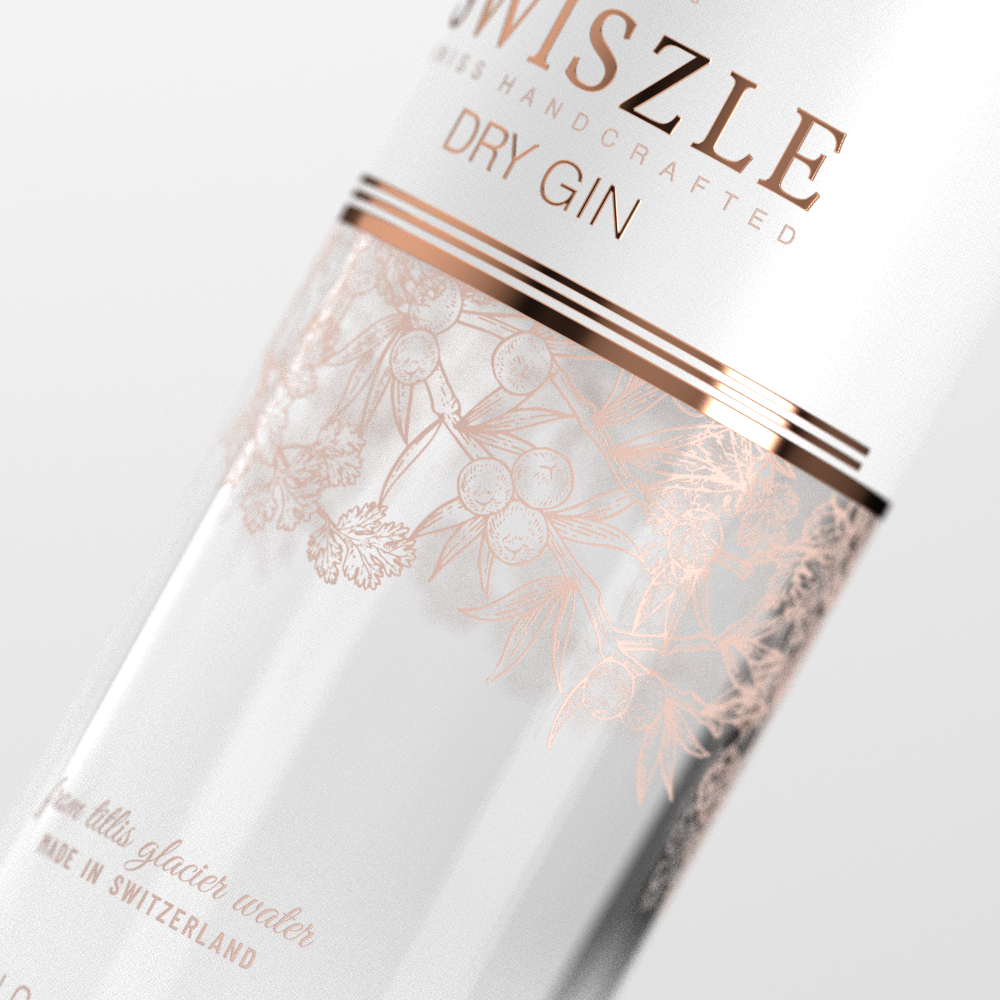 SWISZLE
SWISS HANDCRAFTED
DRY GIN
from titlis glacier water
MADE IN SWITZERLAND